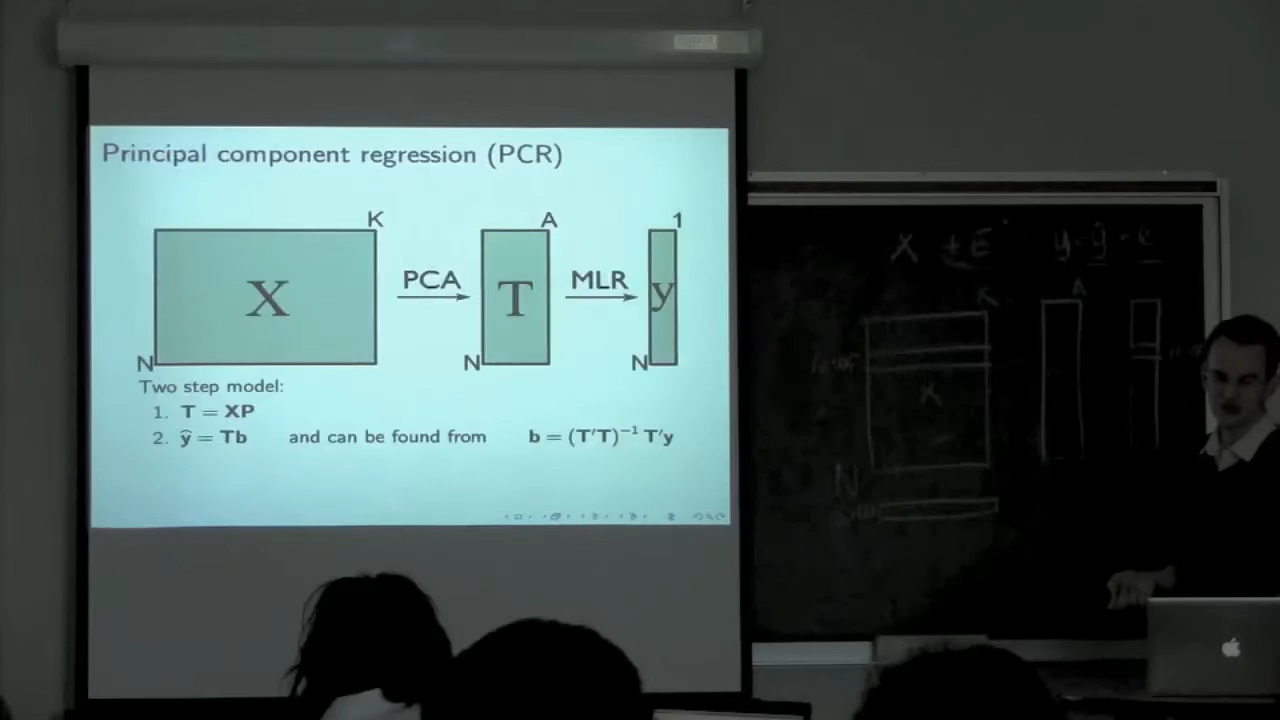 Principal component regression (PCR)
K
A
1
X
PCA
T
MLR
y
N
N
N
Two step model:
1. T = XP
2. ŷ = Tb and can be found from b = (T′T)⁻¹ T′y
X ± E
y - ŷ - e
K
A
X
N